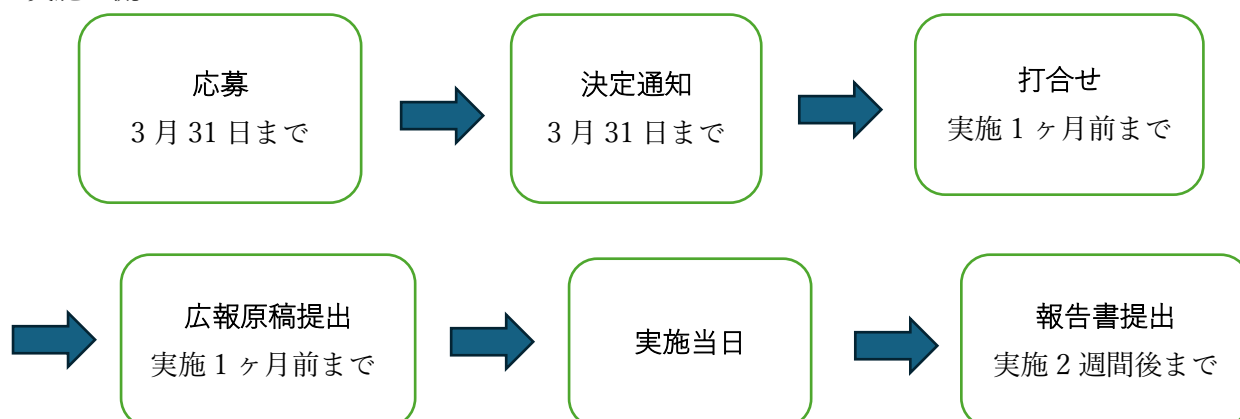 応募
3月31日まで
決定通知
3月31日まで
打合せ
実施1ヶ月前まで
広報原稿提出
実施1ヶ月前まで
実施当日
報告書提出
実施2週間後まで